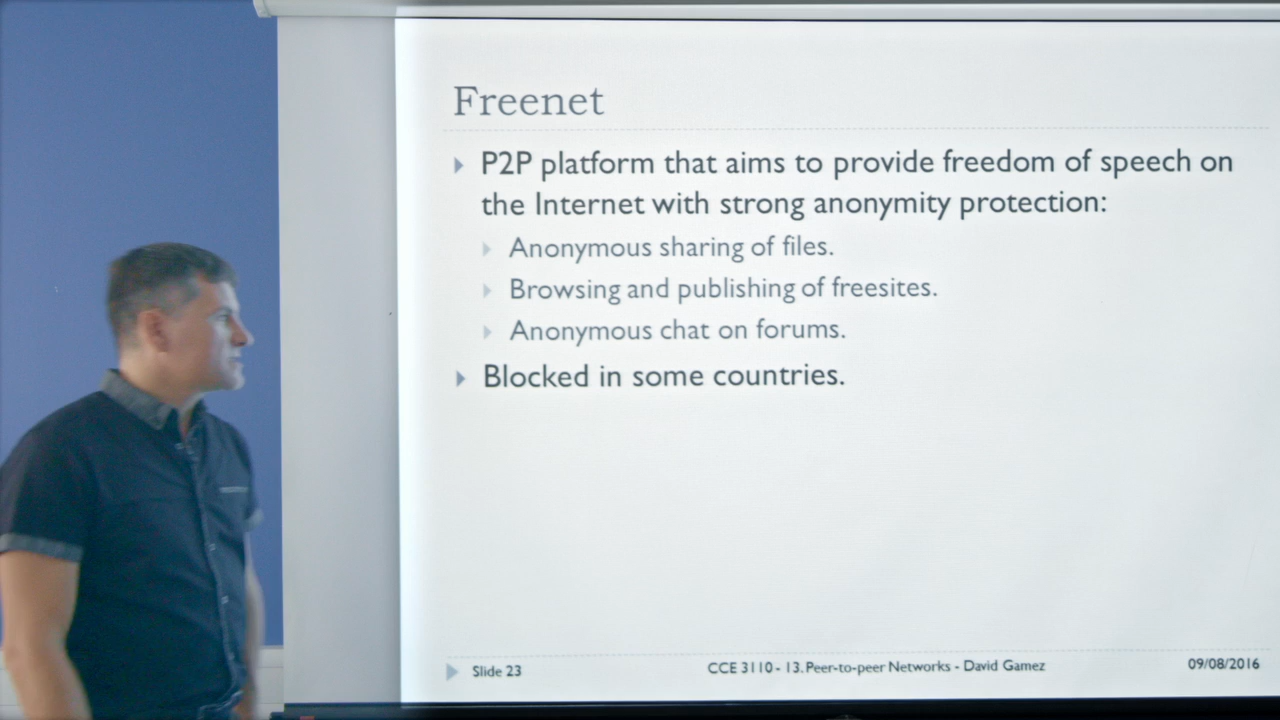 Freenet
P2P platform that aims to provide freedom of speech on
the Internet with strong anonymity protection:
Anonymous sharing of files.
Browsing and publishing of freesites.
Anonymous chat on forums.
Blocked in some countries.
Slide 23
CCE 3110 - 13. Peer-to-peer Networks - David Gamez
09/08/2016